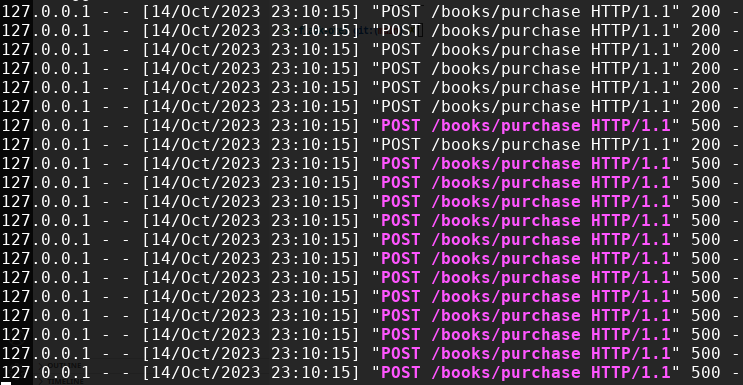 127.0.0.1 - - [14/Oct/2023 23:10:15] "POST /books/purchase HTTP/1.1" 200 -
127.0.0.1 - - [14/Oct/2023 23:10:15] "POST /books/purchase HTTP/1.1" 200 -
127.0.0.1 - - [14/Oct/2023 23:10:15] "POST /books/purchase HTTP/1.1" 200 -
127.0.0.1 - - [14/Oct/2023 23:10:15] "POST /books/purchase HTTP/1.1" 200 -
127.0.0.1 - - [14/Oct/2023 23:10:15] "POST /books/purchase HTTP/1.1" 200 -
127.0.0.1 - - [14/Oct/2023 23:10:15] "POST /books/purchase HTTP/1.1" 200 -
127.0.0.1 - - [14/Oct/2023 23:10:15] "POST /books/purchase HTTP/1.1" 500 -
127.0.0.1 - - [14/Oct/2023 23:10:15] "POST /books/purchase HTTP/1.1" 200 -
127.0.0.1 - - [14/Oct/2023 23:10:15] "POST /books/purchase HTTP/1.1" 500 -
127.0.0.1 - - [14/Oct/2023 23:10:15] "POST /books/purchase HTTP/1.1" 500 -
127.0.0.1 - - [14/Oct/2023 23:10:15] "POST /books/purchase HTTP/1.1" 500 -
127.0.0.1 - - [14/Oct/2023 23:10:15] "POST /books/purchase HTTP/1.1" 500 -
127.0.0.1 - - [14/Oct/2023 23:10:15] "POST /books/purchase HTTP/1.1" 500 -
127.0.0.1 - - [14/Oct/2023 23:10:15] "POST /books/purchase HTTP/1.1" 500 -
127.0.0.1 - - [14/Oct/2023 23:10:15] "POST /books/purchase HTTP/1.1" 500 -
127.0.0.1 - - [14/Oct/2023 23:10:15] "POST /books/purchase HTTP/1.1" 500 -
127.0.0.1 - - [14/Oct/2023 23:10:15] "POST /books/purchase HTTP/1.1" 500 -
127.0.0.1 - - [14/Oct/2023 23:10:15] "POST /books/purchase HTTP/1.1" 500 -
127.0.0.1 - - [14/Oct/2023 23:10:15] "POST /books/purchase HTTP/1.1" 500 -
127.0.0.1 - - [14/Oct/2023 23:10:15] "POST /books/purchase HTTP/1.1" 500 -